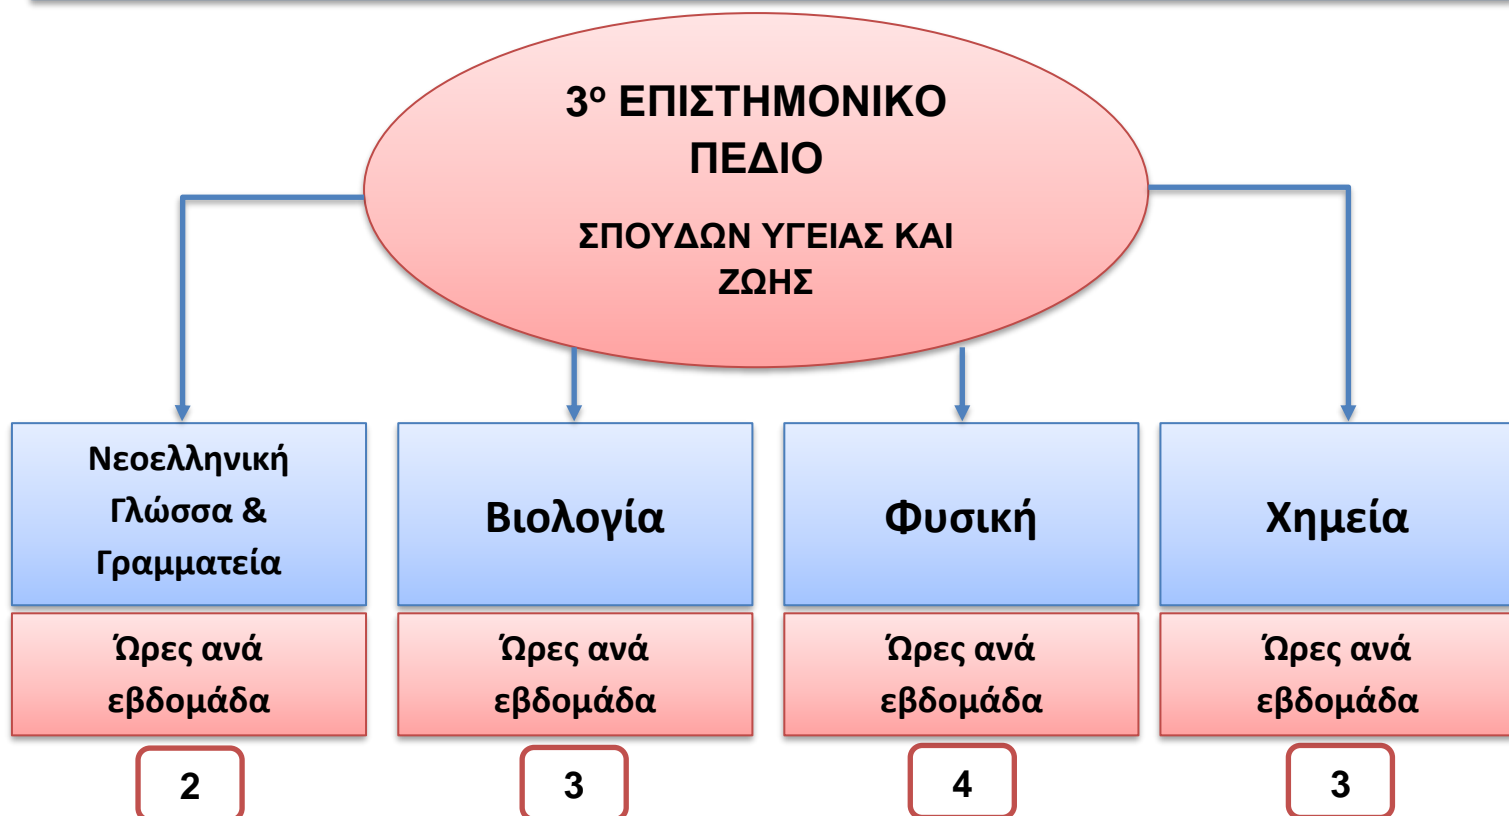 3ο ΕΠΙΣΤΗΜΟΝΙΚΟ
ΠΕΔΙΟ
ΣΠΟΥΔΩΝ ΥΓΕΙΑΣ ΚΑΙ
ΖΩΗΣ
Νεοελληνική
Γλώσσα &
Γραμματεία
Βιολογία
Φυσική
Χημεία
Ώρες ανά
εβδομάδα
Ώρες ανά
εβδομάδα
Ώρες ανά
εβδομάδα
Ώρες ανά
εβδομάδα
2
3
4
3